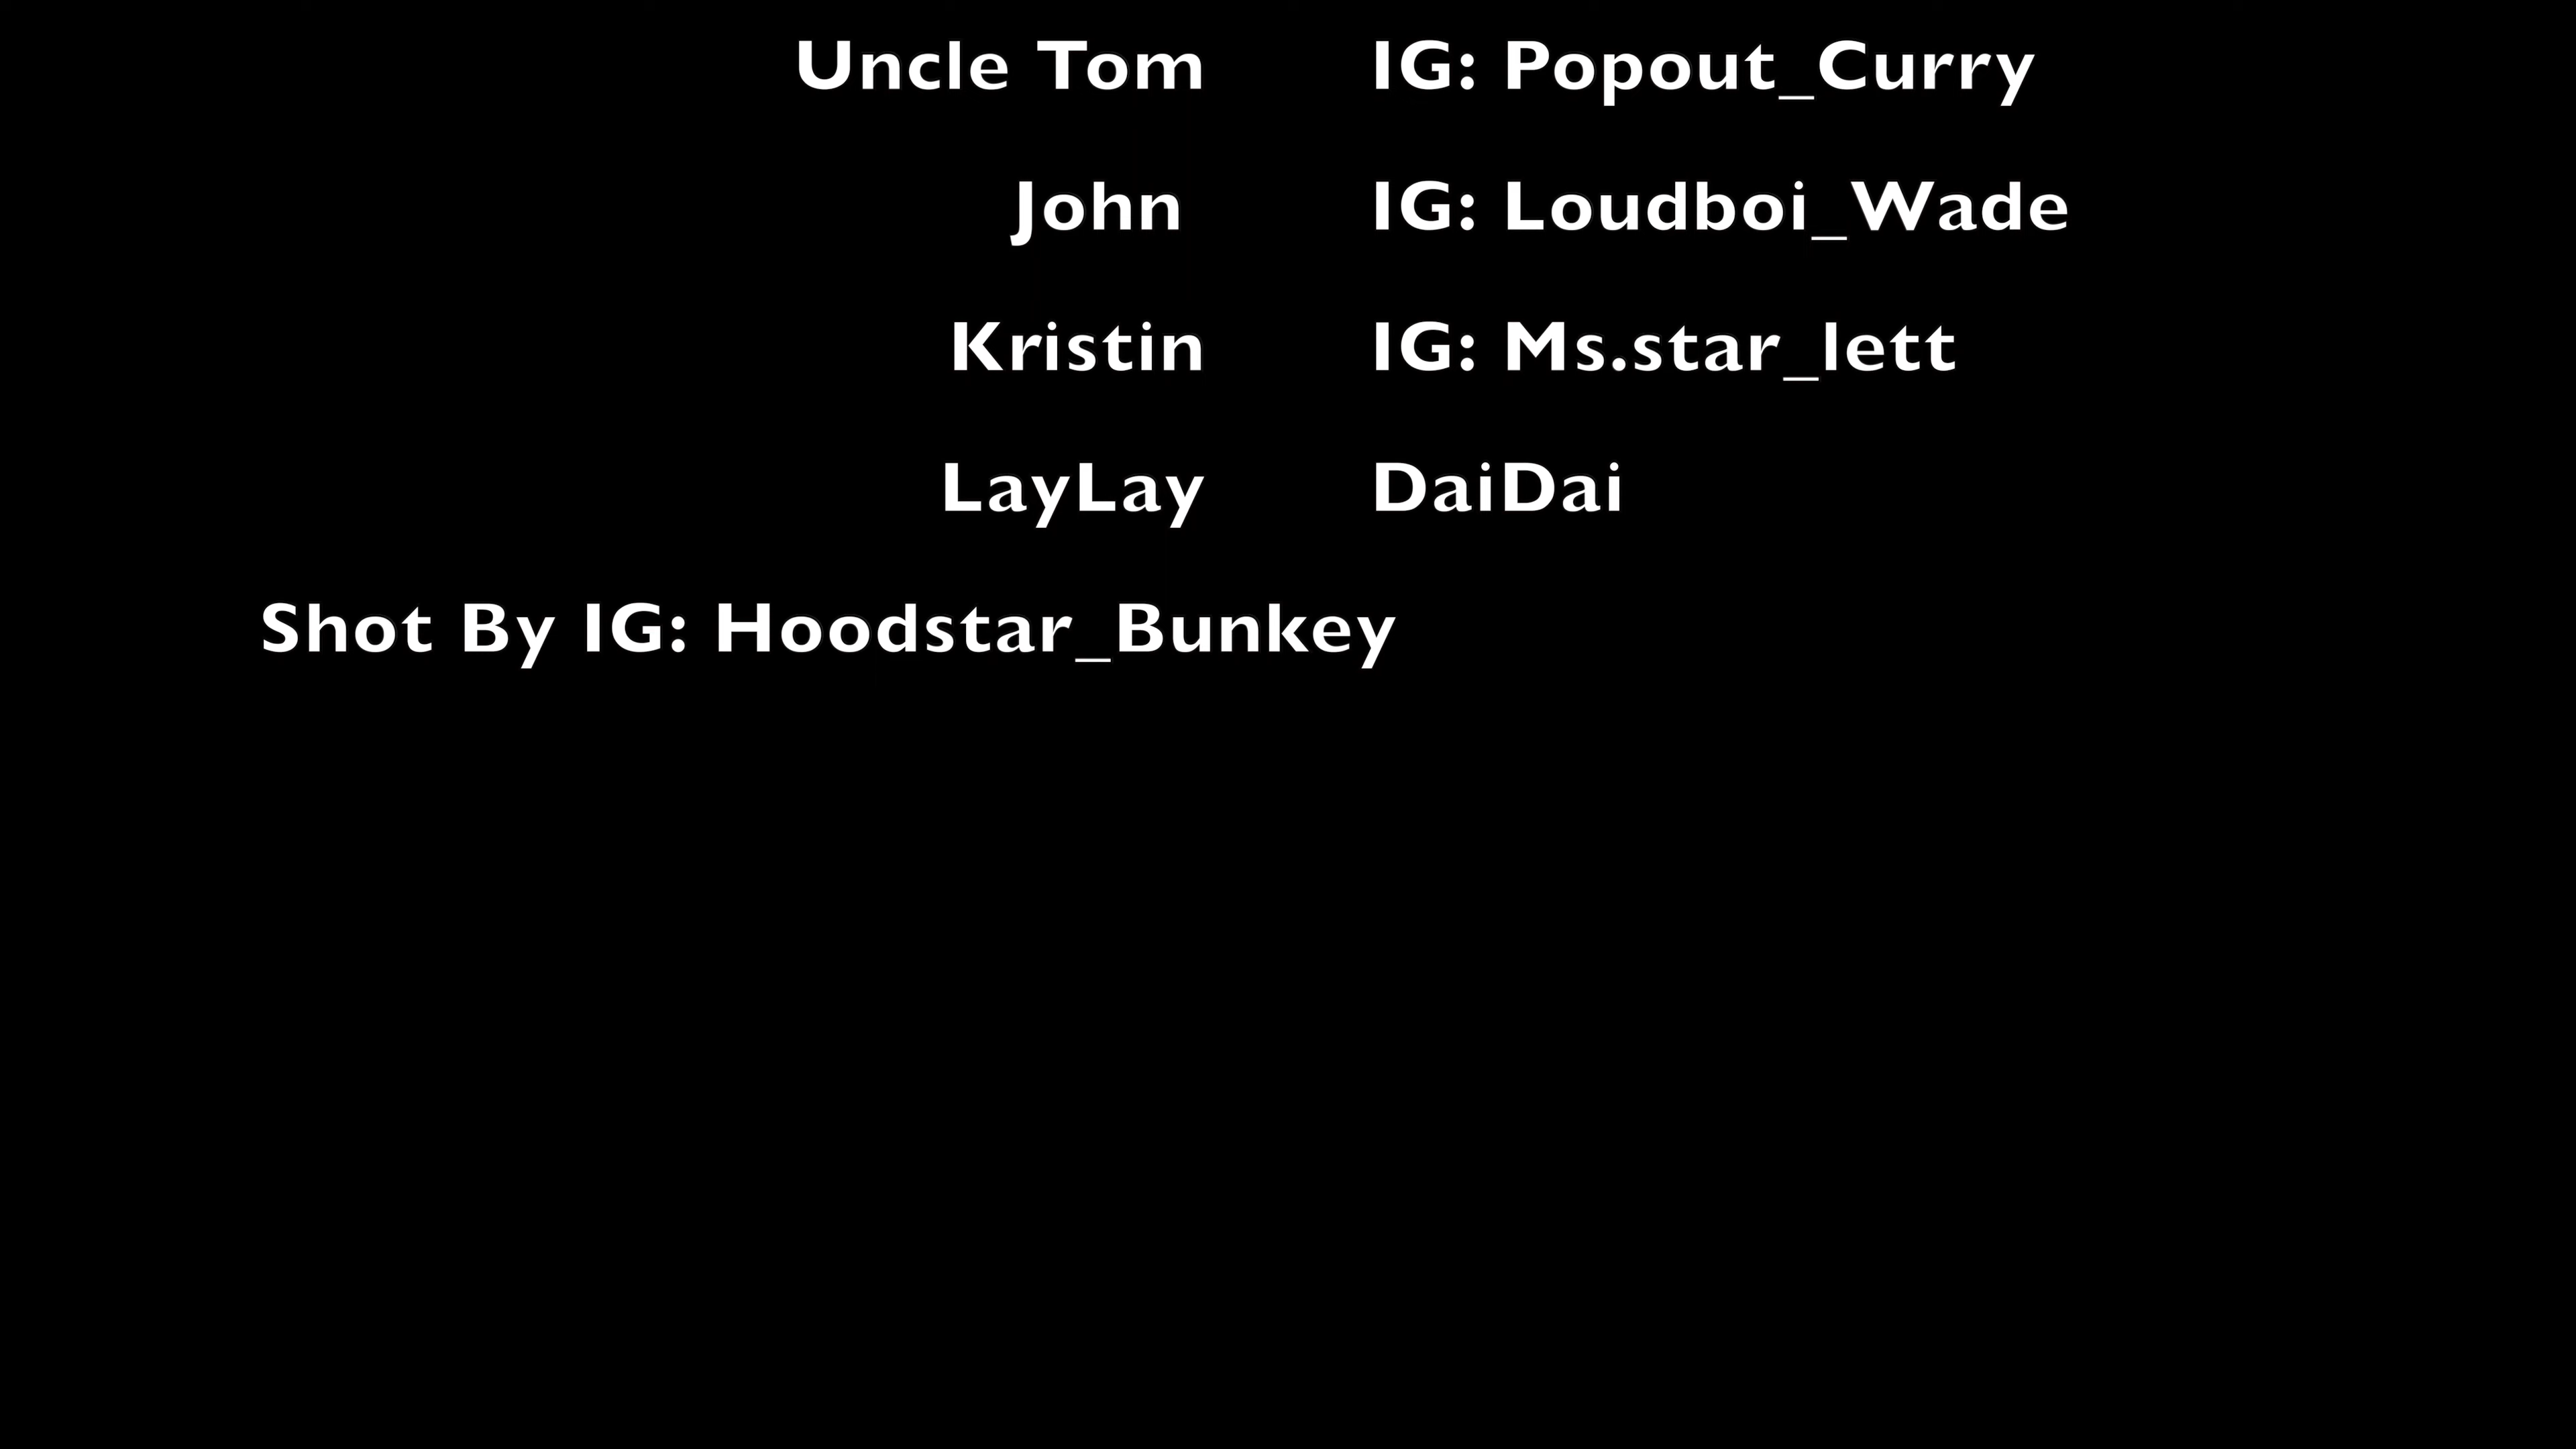 Uncle Tom IG: Popout_Curry
John IG: Loudboi_Wade
Kristin IG: Ms.star_lett
LayLay DaiDai
Shot By IG: Hoodstar_Bunkey